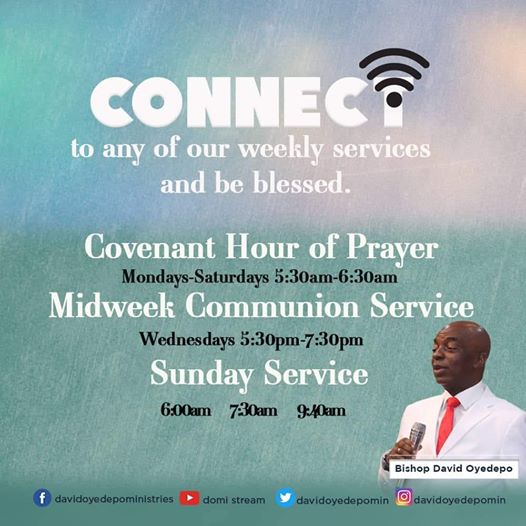 CONNECT
to any of our weekly services
and be blessed.
Covenant Hour of Prayer
Mondays-Saturdays 5:30am-6:30am
Midweek Communion Service
Wednesdays 5:30pm-7:30pm
Sunday Service
6:00am 7:30am 9:40am
Bishop David Oyedepo
davidoyedepoministries domi stream davidoyedepomin davidoyedepomin